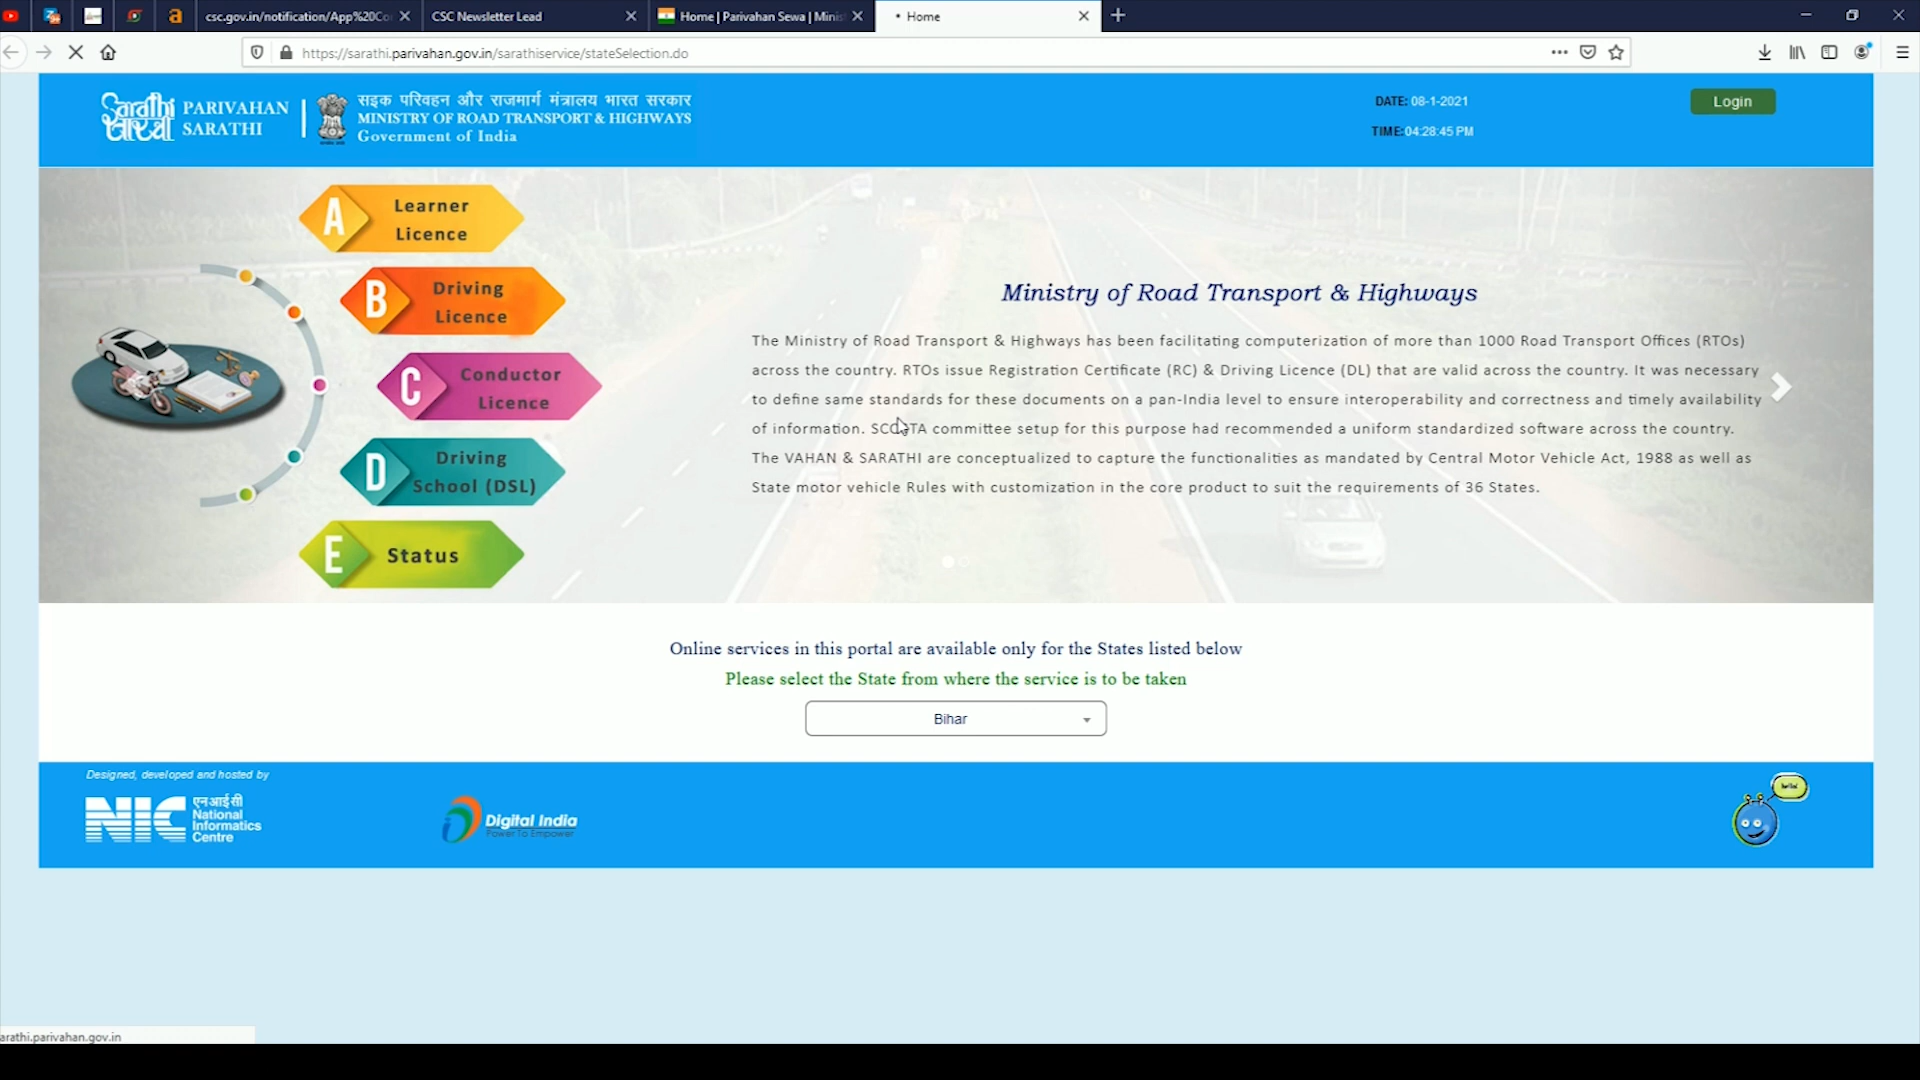 csc.gov.in/notification/App%20Co
CSC Newsletter Lead
Home | Parivahan Sewa | Minis
• Home
https://sarathi.parivahan.gov.in/sarathiservice/stateSelection.do
Sarathi
सारथी
PARIVAHAN
SARATHI
सड़क परिवहन और राजमार्ग मंत्रालय भारत सरकार
MINISTRY OF ROAD TRANSPORT & HIGHWAYS
Government of India
DATE: 08-1-2021
TIME:04:28:45 PM
Login
A
Learner
Licence
B
Driving
Licence
C
Conductor
Licence
D
Driving
School (DSL)
E
Status
Ministry of Road Transport & Highways
The Ministry of Road Transport & Highways has been facilitating computerization of more than 1000 Road Transport Offices (RTOs)
across the country. RTOs issue Registration Certificate (RC) & Driving Licence (DL) that are valid across the country. It was necessary
to define same standards for these documents on a pan-India level to ensure interoperability and correctness and timely availability
of information. SCOSTA committee setup for this purpose had recommended a uniform standardized software across the country.
The VAHAN & SARATHI are conceptualized to capture the functionalities as mandated by Central Motor Vehicle Act, 1988 as well as
State motor vehicle Rules with customization in the core product to suit the requirements of 36 States.
Online services in this portal are available only for the States listed below
Please select the State from where the service is to be taken
Bihar
Designed, developed and hosted by
NIC
एन आई सी
National
Informatics
Centre
Digital India
Power To Empower
arathi.parivahan.gov.in